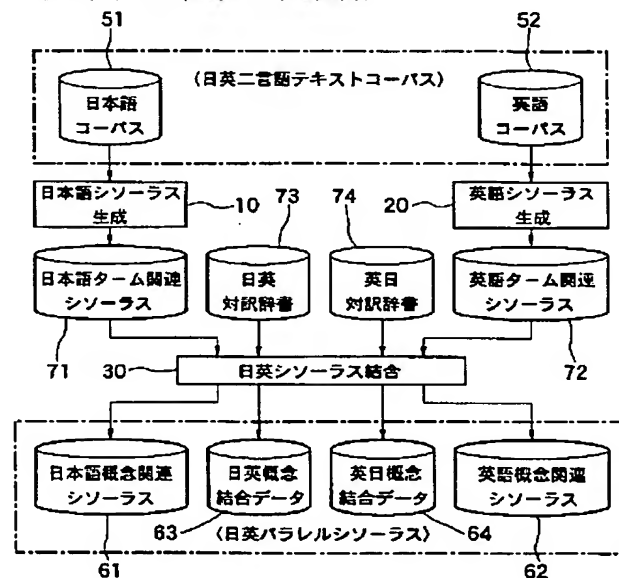 51
52
〈日英二言語テキストコーパス〉
日本語
コーパス
英語
コーパス
日本語シソーラス
生成
10
73
74
20
英語シソーラス
生成
日本語ターム関連
シソーラス
日英
対訳辞書
英日
対訳辞書
英語ターム関連
シソーラス
71
30
日英シソーラス結合
72
日本語概念関連
シソーラス
日英概念
結合データ
英日概念
結合データ
英語概念関連
シソーラス
63
〈日英パラレルシソーラス〉
64
61
62